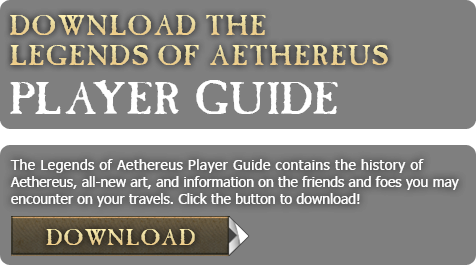 DOWNLOAD THE
LEGENDS OF AETHEREUS
PLAYER GUIDE
The Legends of Aethereus Player Guide contains the history of
Aethereus, all-new art, and information on the friends and foes you may
encounter on your travels. Click the button to download!
DOWNLOAD